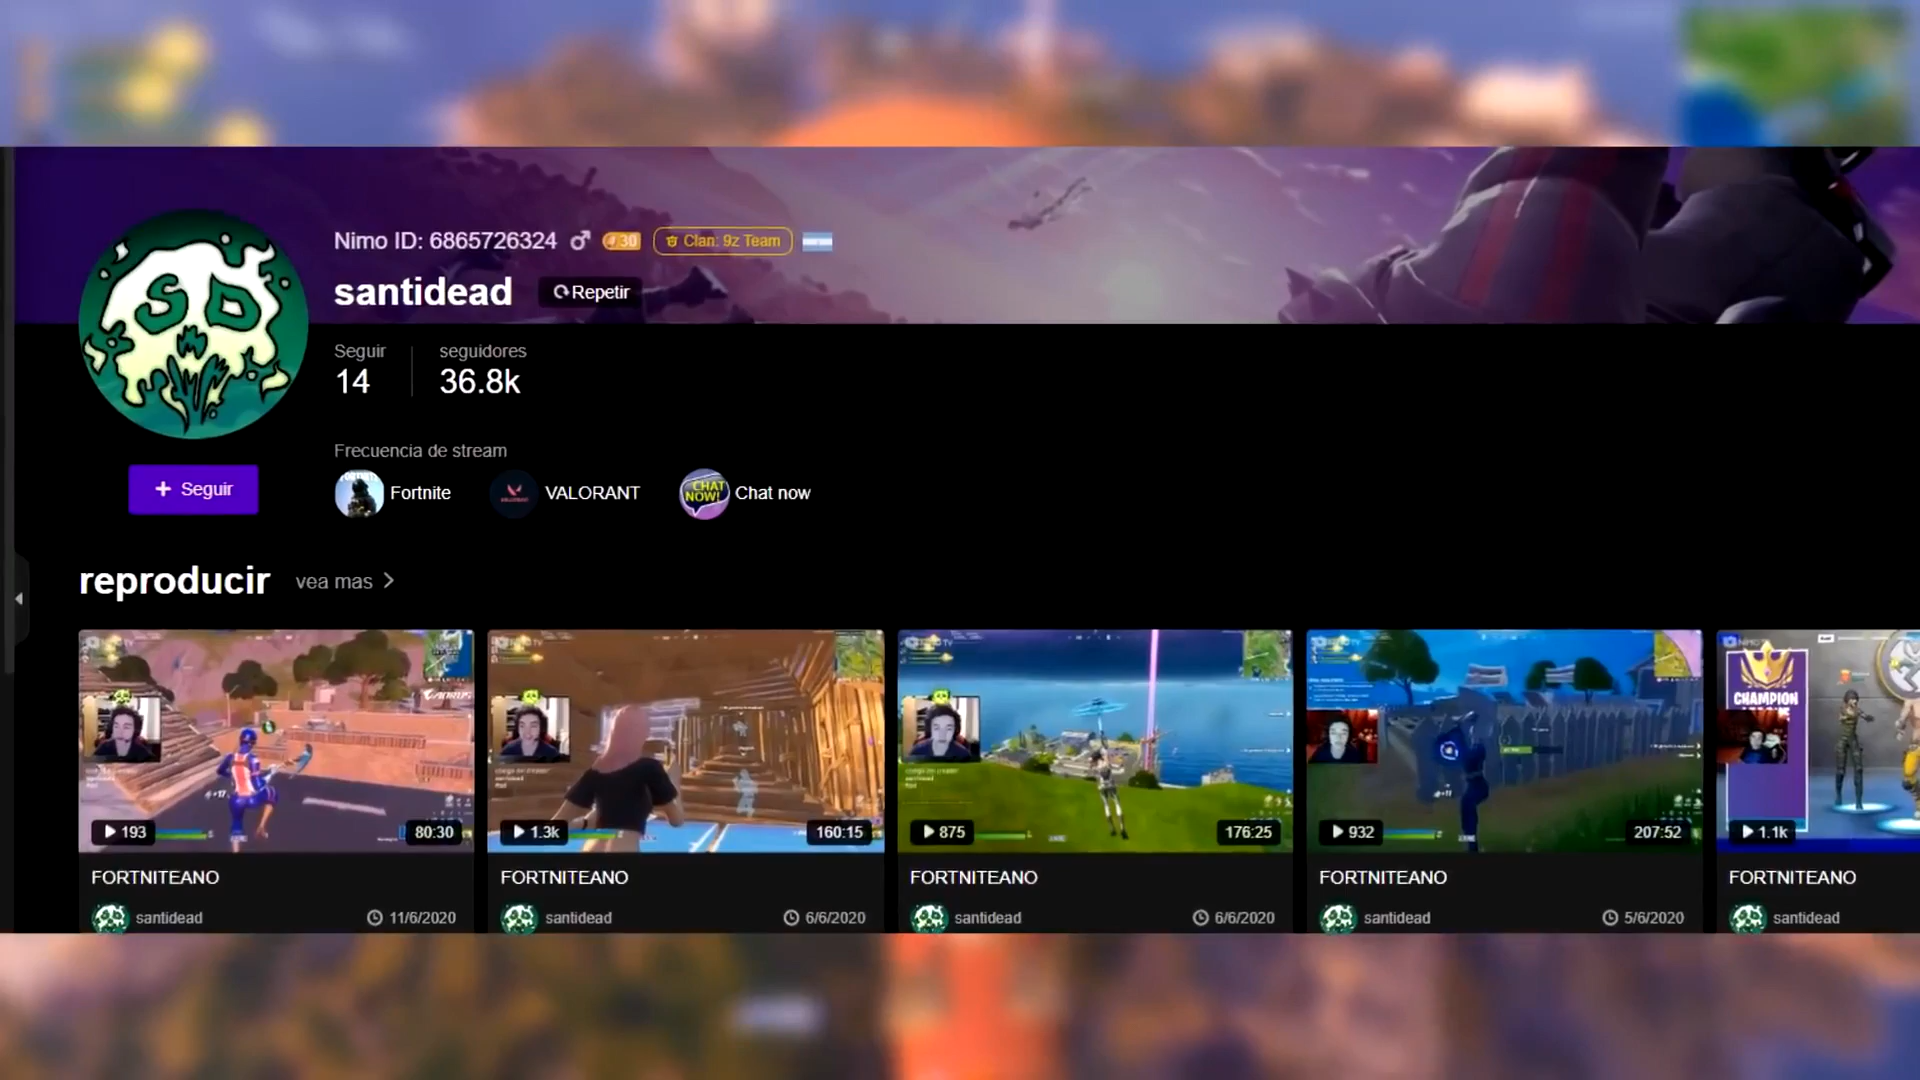 Nimo ID: 6865726324 30 Clan: 9z Team
santidead Repetir
SD
Seguir seguidores
14 36.8k
Frecuencia de stream
+ Seguir
Fortnite VALORANT CHAT NOW! Chat now
reproducir vea mas >
AORUS
CHAMPION
193 80:30
1.3k 160:15
875 176:25
932 207:52
1.1k
FORTNITEANO FORTNITEANO FORTNITEANO FORTNITEANO FORTNITEANO
santidead 11/6/2020 santidead 6/6/2020 santidead 6/6/2020 santidead 5/6/2020 santidead